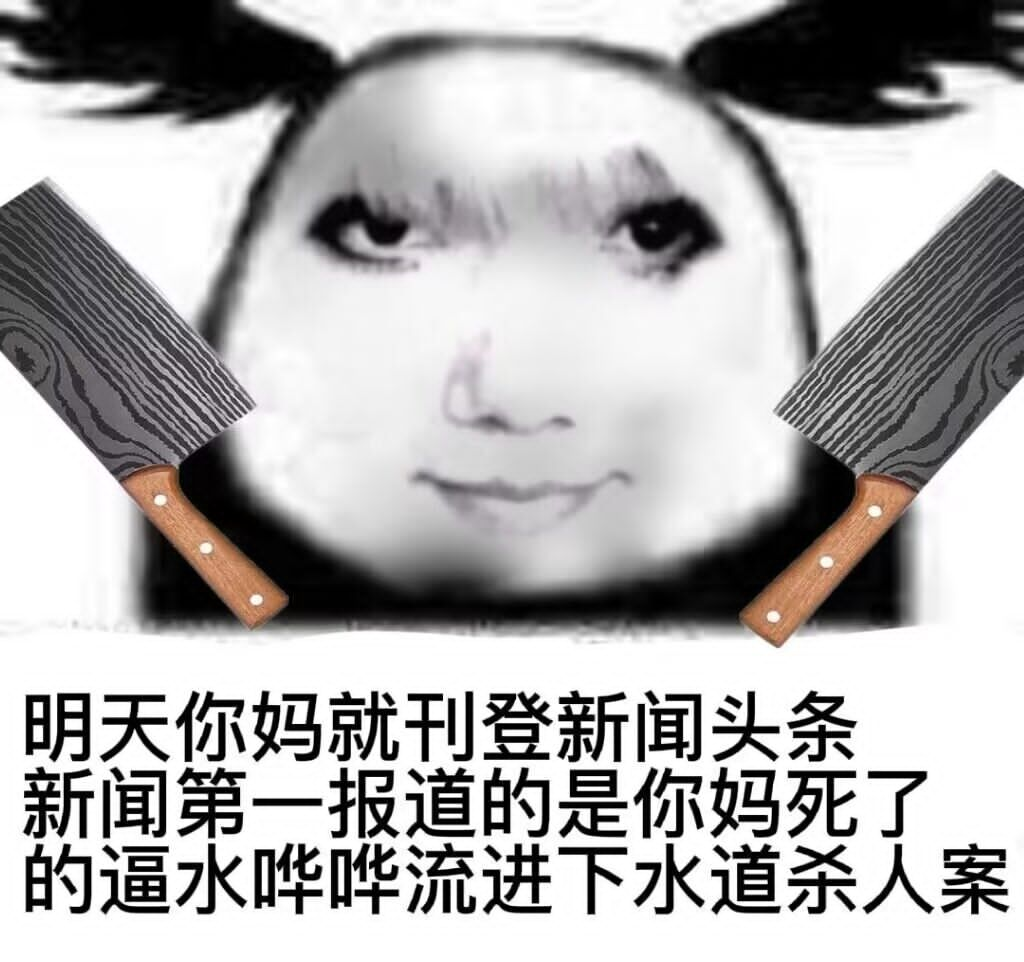 明天你妈就刊登新闻头条
新闻第一报道的是你妈死了
的逼水哗哗流进下水道杀人案